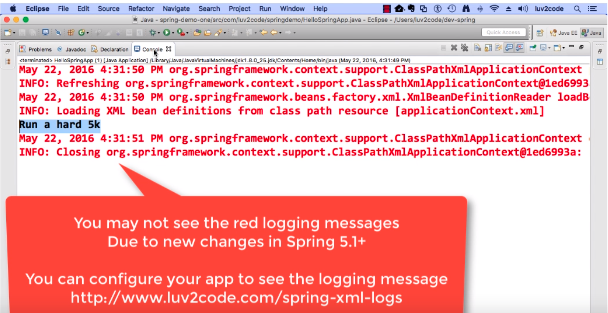 Eclipse File Edit Source Refactor Navigate Search Project Run Window Help luv2code
Java - spring-demo-one/src/com/luv2code/springdemo/HelloSpringApp.java - Eclipse - /Users/luv2code/dev-spring
Quick Access Java EE Java
Problems Javadoc Declaration Console
<terminated> HelloSpringApp (1) [Java Application] /Library/Java/JavaVirtualMachines/jdk1.8.0_25.jdk/Contents/Home/bin/java (May 22, 2016, 4:31:49 PM)
May 22, 2016 4:31:50 PM org.springframework.context.support.ClassPathXmlApplicationContext
INFO: Refreshing org.springframework.context.support.ClassPathXmlApplicationContext@1ed6993
May 22, 2016 4:31:50 PM org.springframework.beans.factory.xml.XmlBeanDefinitionReader loadB
INFO: Loading XML bean definitions from class path resource [applicationContext.xml]
Run a hard 5k
May 22, 2016 4:31:51 PM org.springframework.context.support.ClassPathXmlApplicationContext
INFO: Closing org.springframework.context.support.ClassPathXmlApplicationContext@1ed6993a:
You may not see the red logging messages
Due to new changes in Spring 5.1+
You can configure your app to see the logging message
http://www.luv2code.com/spring-xml-logs